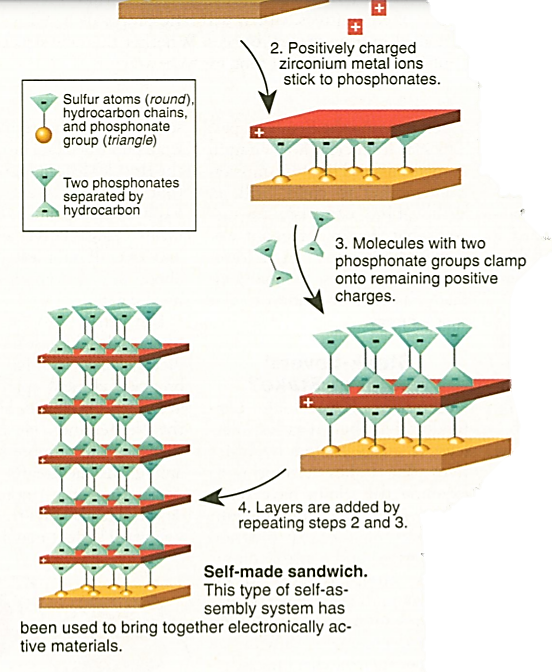 2. Positively charged
zirconium metal ions
stick to phosphonates.
Sulfur atoms (round),
hydrocarbon chains,
and phosphonate
group (triangle)
Two phosphonates
separated by
hydrocarbon
3. Molecules with two
phosphonate groups clamp
onto remaining positive
charges.
4. Layers are added by
repeating steps 2 and 3.
Self-made sandwich.
This type of self-as-
sembly system has
been used to bring together electronically ac-
tive materials.